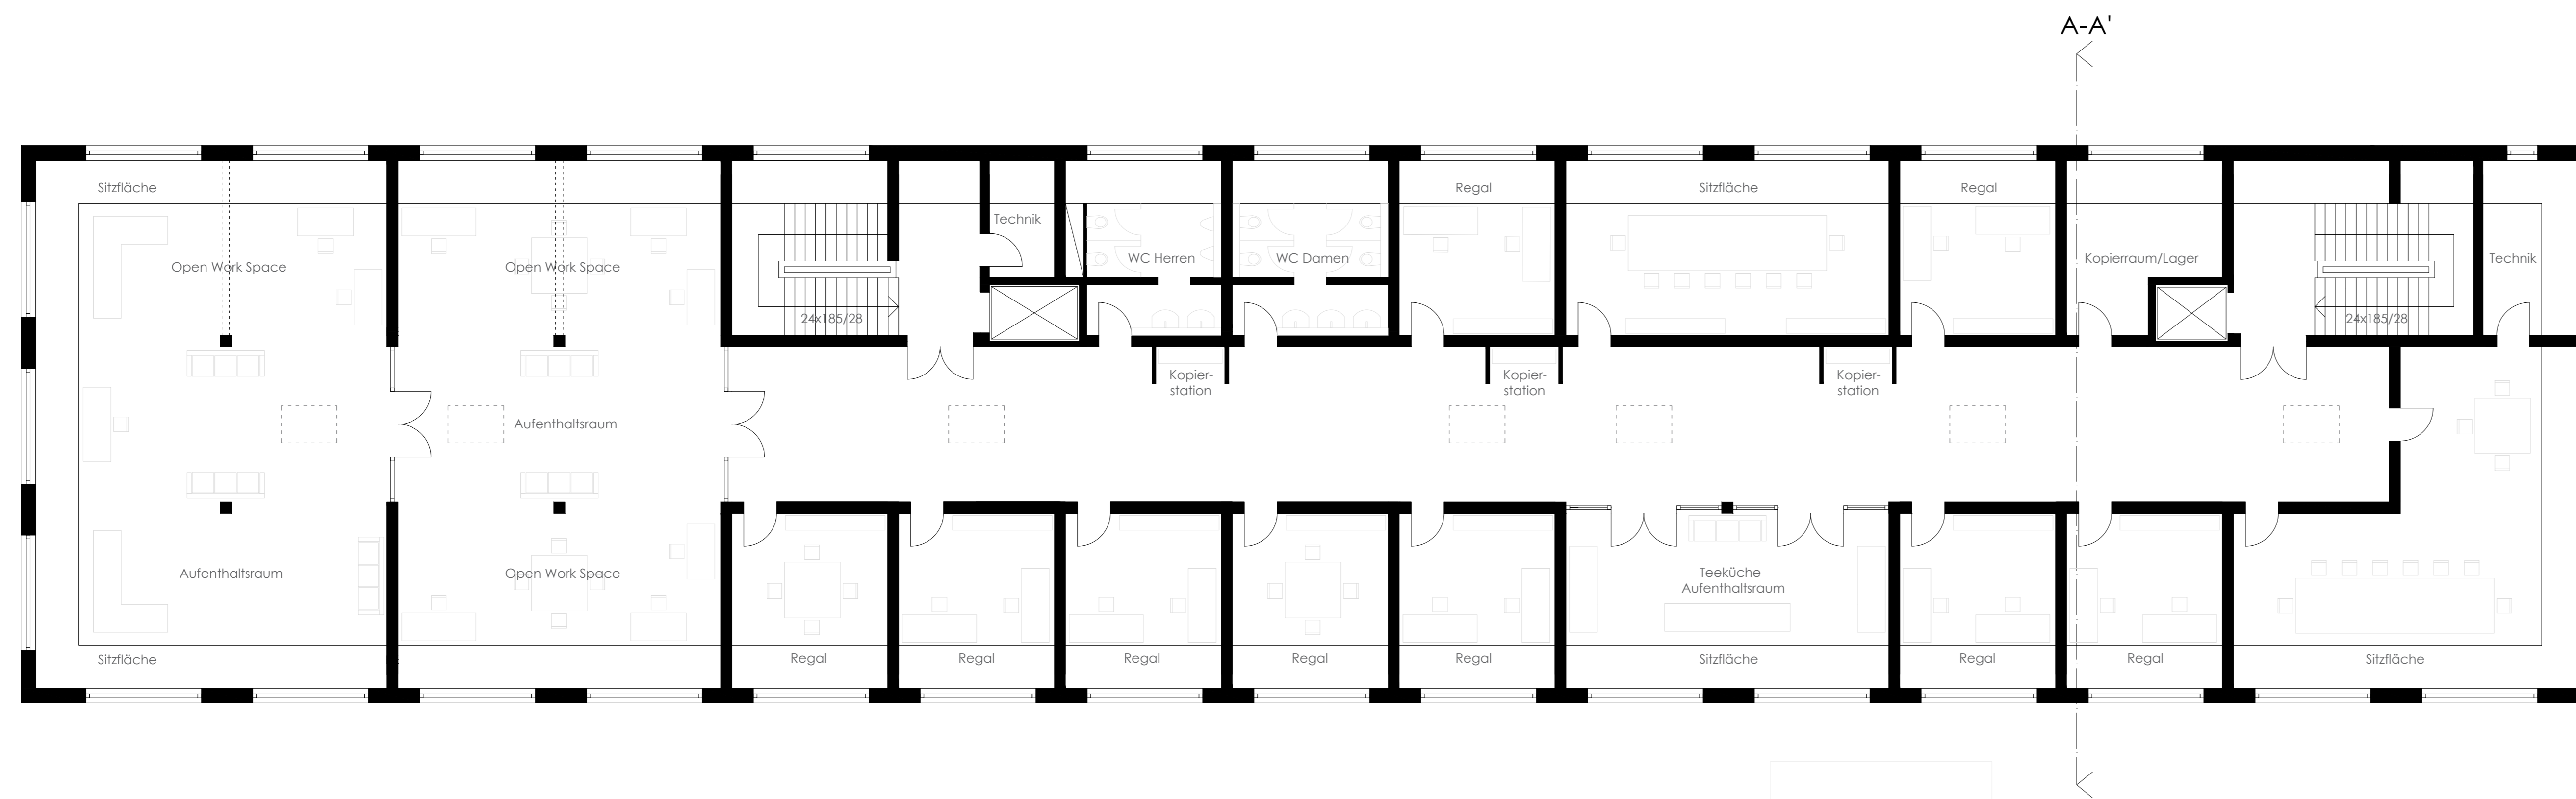 A-A'
Sitzfläche
Regal
Sitzfläche
Regal
Technik
Open Work Space
Open Work Space
WC Herren
WC Damen
Kopierraum/Lager
Technik
24x185/28
24x185/28
Kopier-
station
Kopier-
station
Kopier-
station
Aufenthaltsraum
Aufenthaltsraum
Open Work Space
Teeküche
Aufenthaltsraum
Sitzfläche
Regal
Regal
Regal
Regal
Regal
Sitzfläche
Regal
Regal
Sitzfläche